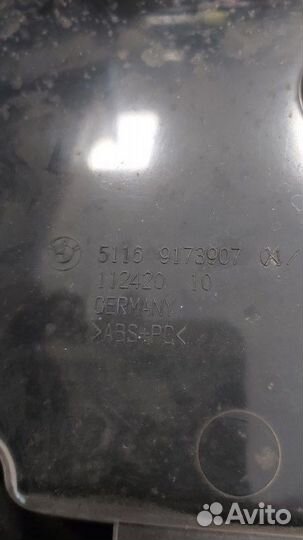 5116 9173907
112420 10
GERMANY
>ABS+PC<
Avito